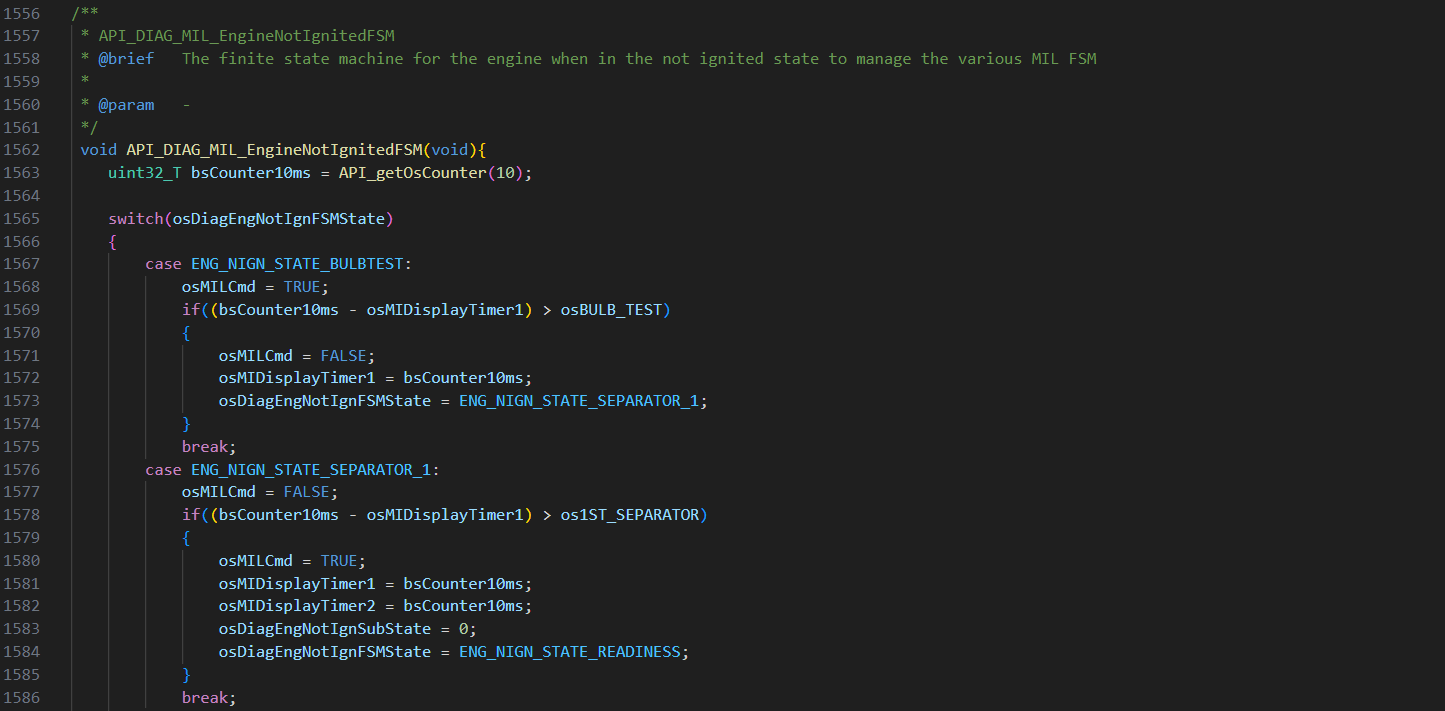 1556 /**
1557  * API_DIAG_MIL_EngineNotIgnitedFSM
1558  * @brief   The finite state machine for the engine when in the not ignited state to manage the various MIL FSM
1559  *
1560  * @param   -
1561  */
1562 void API_DIAG_MIL_EngineNotIgnitedFSM(void){
1563    uint32_T bsCounter10ms = API_getOsCounter(10);
1564
1565    switch(osDiagEngNotIgnFSMState)
1566    {
1567        case ENG_NIGN_STATE_BULBTEST:
1568            osMILCmd = TRUE;
1569            if((bsCounter10ms - osMIDisplayTimer1) > osBULB_TEST)
1570            {
1571                osMILCmd = FALSE;
1572                osMIDisplayTimer1 = bsCounter10ms;
1573                osDiagEngNotIgnFSMState = ENG_NIGN_STATE_SEPARATOR_1;
1574            }
1575            break;
1576        case ENG_NIGN_STATE_SEPARATOR_1:
1577            osMILCmd = FALSE;
1578            if((bsCounter10ms - osMIDisplayTimer1) > os1ST_SEPARATOR)
1579            {
1580                osMILCmd = TRUE;
1581                osMIDisplayTimer1 = bsCounter10ms;
1582                osMIDisplayTimer2 = bsCounter10ms;
1583                osDiagEngNotIgnSubState = 0;
1584                osDiagEngNotIgnFSMState = ENG_NIGN_STATE_READINESS;
1585            }
1586            break;